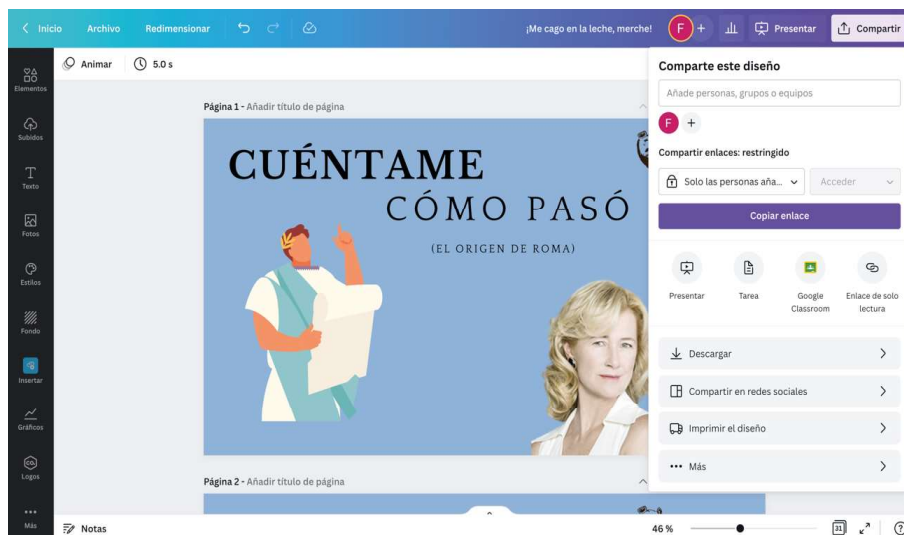 Inicio
Archivo
Redimensionar
¡Me cago en la leche, merche!
F
+
Presentar
Compartir
Elementos
Subidos
Texto
Fotos
Estilos
Fondo
Insertar
Gráficos
co.
Logos
Más
Animar
5.0 s
Página 1 - Añadir título de página
CUÉNTAME
CÓMO PASÓ
(EL ORIGEN DE ROMA)
Página 2 - Añadir título de página
Comparte este diseño
Añade personas, grupos o equipos
F
+
Compartir enlaces: restringido
Solo las personas aña...
Acceder
Copiar enlace
Presentar
Tarea
Google
Classroom
Enlace de solo
lectura
Descargar
Compartir en redes sociales
Imprimir el diseño
Más
Notas
46 %
31
?